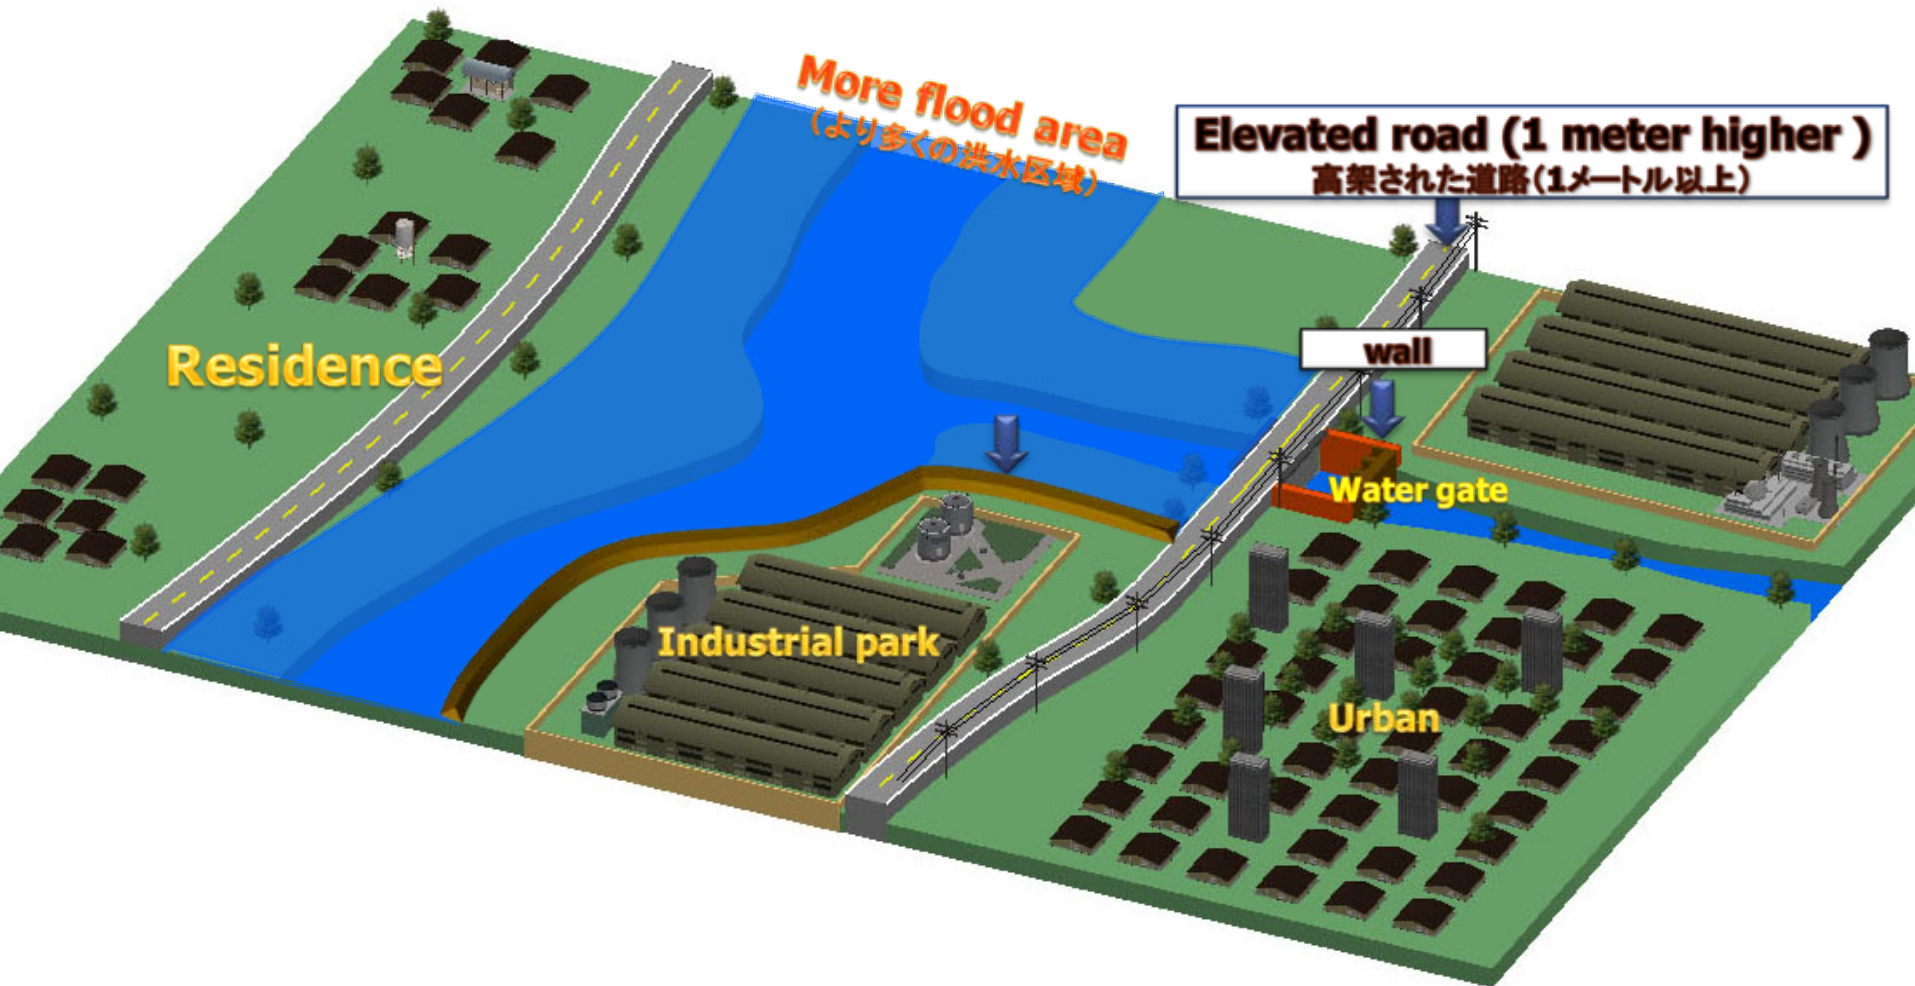 More flood area
(より多くの洪水区域)
Elevated road (1 meter higher )
高架された道路(1メートル以上)
wall
Residence
Water gate
Industrial park
Urban